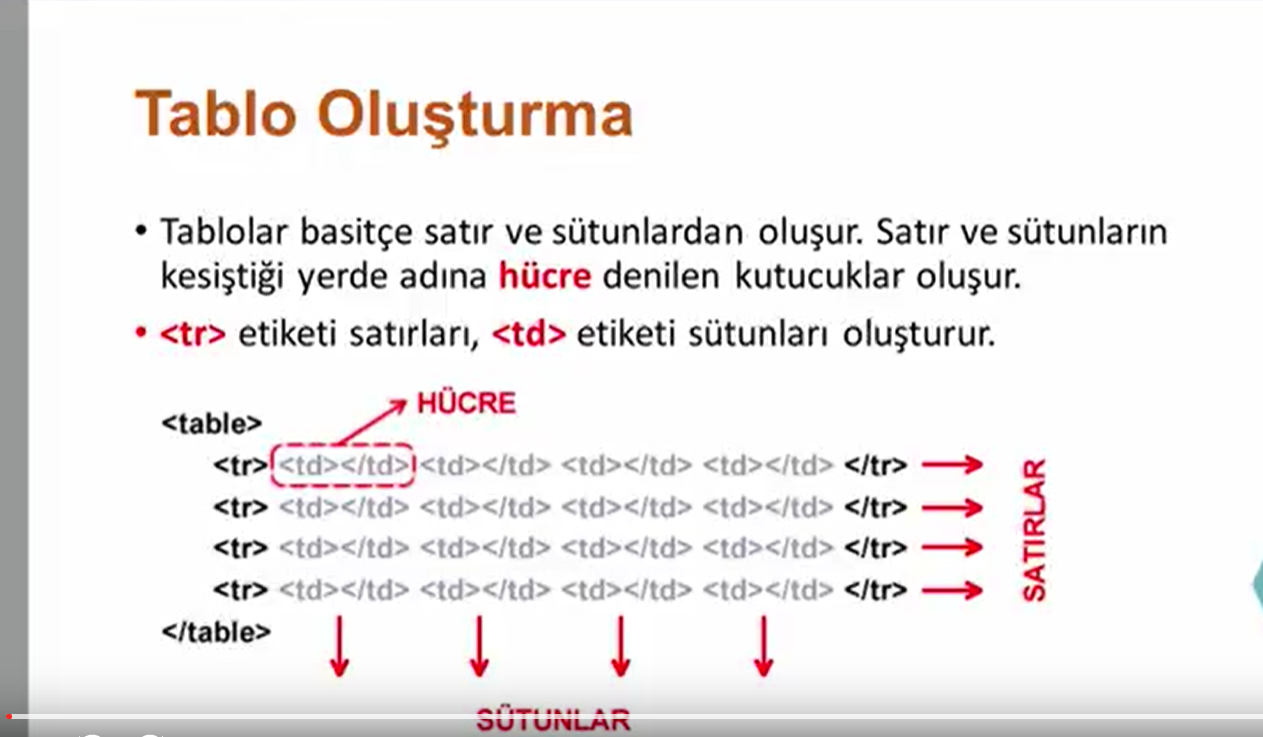 Tablo Oluşturma
• Tablolar basitçe satır ve sütunlardan oluşur. Satır ve sütunların
kesiştiği yerde adına hücre denilen kutucuklar oluşur.
• <tr> etiketi satırları, <td> etiketi sütunları oluşturur.
HÜCRE
<table>
<tr> <td></td> <td></td> <td></td> <td></td> </tr>
<tr> <td></td> <td></td> <td></td> <td></td> </tr>
<tr> <td></td> <td></td> <td></td> <td></td> </tr>
<tr> <td></td> <td></td> <td></td> <td></td> </tr>
</table>
SATIRLAR
SÜTUNLAR